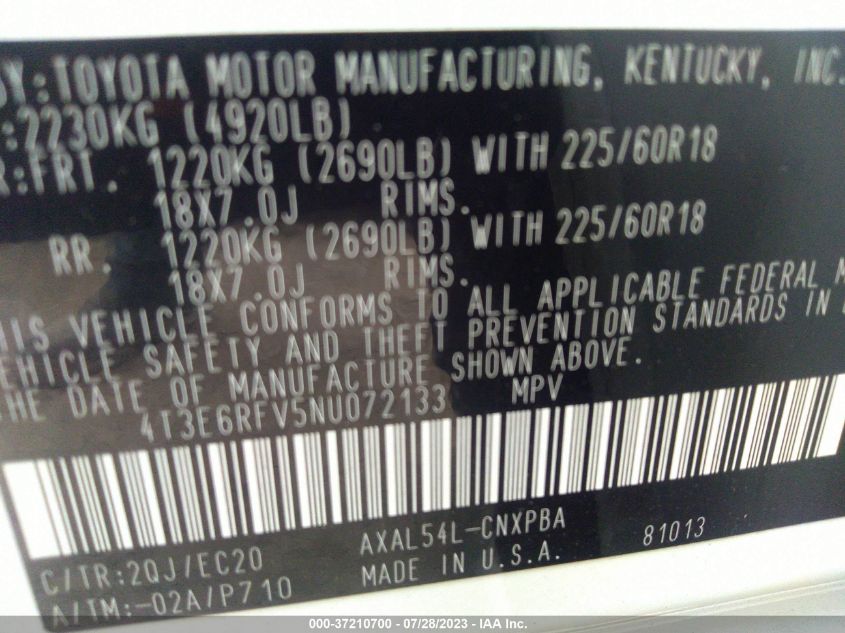 BY:TOYOTA MOTOR MANUFACTURING, KENTUCKY, INC.
:2230KG (4920LB)
R:FRT. 1220KG (2690LB) WITH 225/60R18
18X7.0J RIMS.
RR. 1220KG (2690LB) WITH 225/60R18
18X7.0J RIMS.
HIS VEHICLE CONFORMS TO ALL APPLICABLE FEDERAL M
EHICLE SAFETY AND THEFT PREVENTION STANDARDS IN
HE DATE OF MANUFACTURE SHOWN ABOVE.
4T3E6RFV5NU072133 MPV
C/TR:2QJ/EC20 AXAL54L-CNXPBA 81013
A/TM:-02A/P710 MADE IN U.S.A.
000-37210700 / 07/28/2023 - IAA Inc.